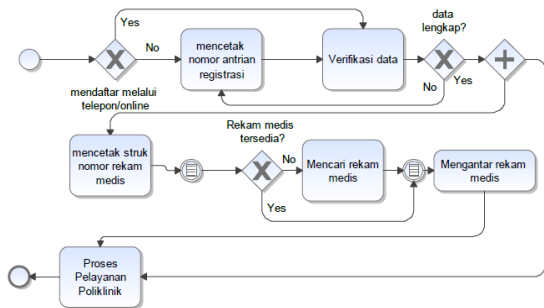 Yes
data
lengkap?
No
mencetak
nomor antrian
registrasi
Verifikasi data
No
Yes
mendaftar melalui
telepon/online
Rekam medis
tersedia?
mencetak struk
nomor rekam
medis
No
Mencari rekam
medis
Mengantar rekam
medis
Yes
Proses
Pelayanan
Poliklinik